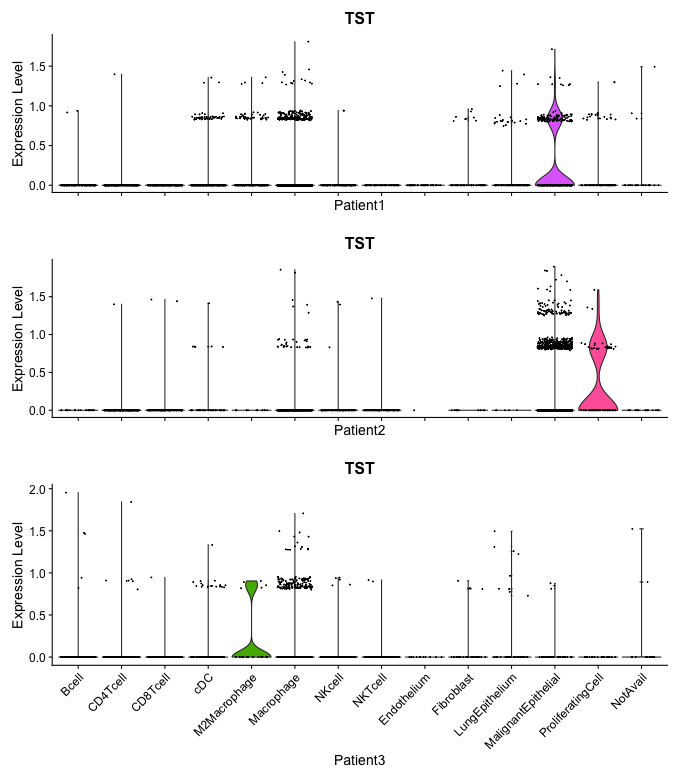 TST
Expression Level
1.5
1.0
0.5
0.0
Patient1
TST
Expression Level
1.5
1.0
0.5
0.0
Patient2
TST
Expression Level
2.0
1.5
1.0
0.5
0.0
Bcell
CD4Tcell
CD8Tcell
cDC
M2Macrophage
Macrophage
NKcell
NKTcell
Endothelium
Fibroblast
LungEpithelium
MalignantEpithelial
ProliferatingCell
NotAvail
Patient3